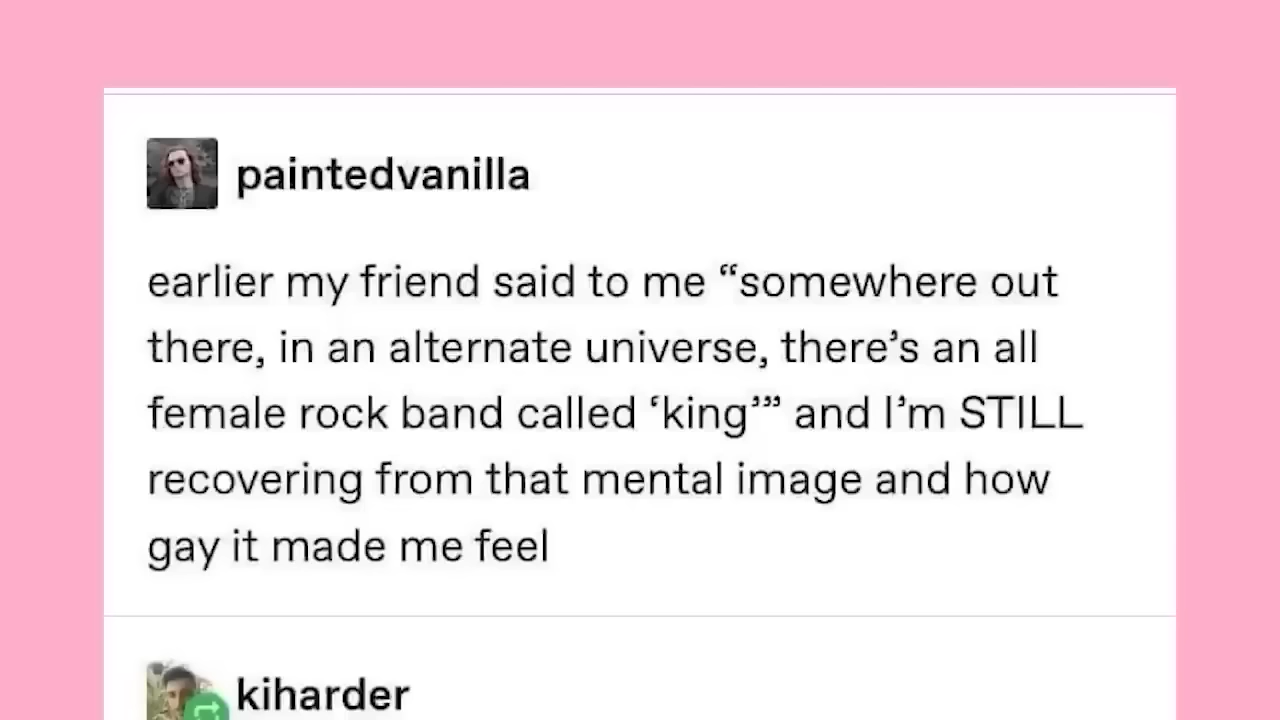 paintedvanilla
earlier my friend said to me “somewhere out
there, in an alternate universe, there’s an all
female rock band called ‘king’” and I’m STILL
recovering from that mental image and how
gay it made me feel
kiharder